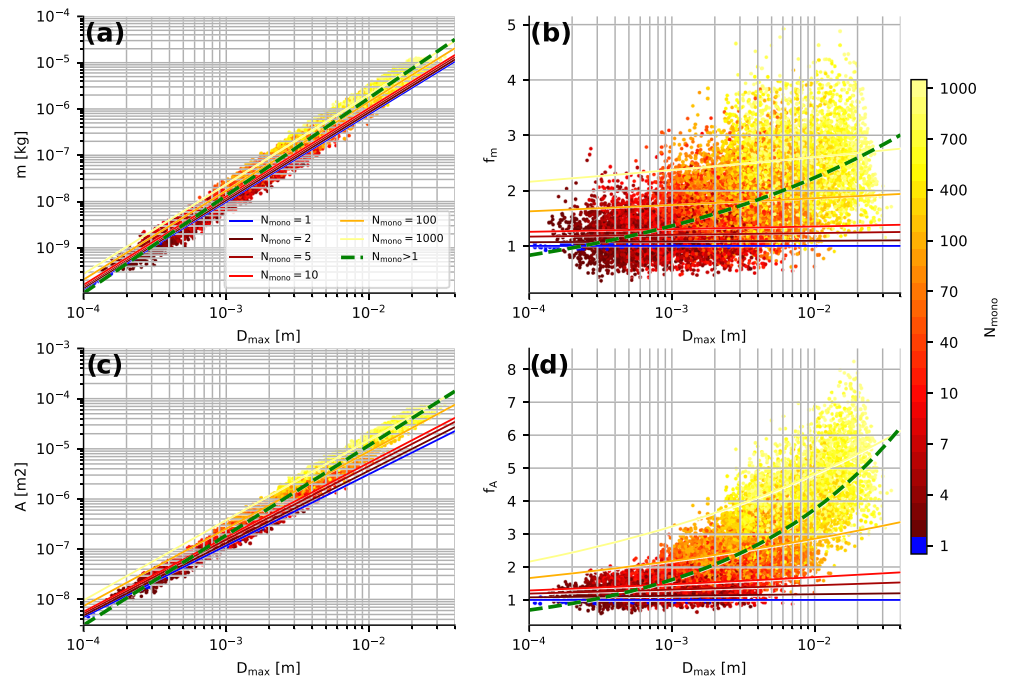 (a)
10⁻⁴
10⁻⁵
10⁻⁶
10⁻⁷
10⁻⁸
10⁻⁹
m [kg]
N_mono = 1
N_mono = 2
N_mono = 5
N_mono = 10
N_mono = 100
N_mono = 1000
N_mono>1
10⁻⁴ 10⁻³ 10⁻²
D_max [m]
(b)
5
4
3
2
1
f_m
10⁻⁴ 10⁻³ 10⁻²
D_max [m]
(c)
10⁻³
10⁻⁴
10⁻⁵
10⁻⁶
10⁻⁷
10⁻⁸
A [m2]
10⁻⁴ 10⁻³ 10⁻²
D_max [m]
(d)
8
7
6
5
4
3
2
1
f_A
10⁻⁴ 10⁻³ 10⁻²
D_max [m]
1000
700
400
100
70
40
10
7
4
1
N_mono